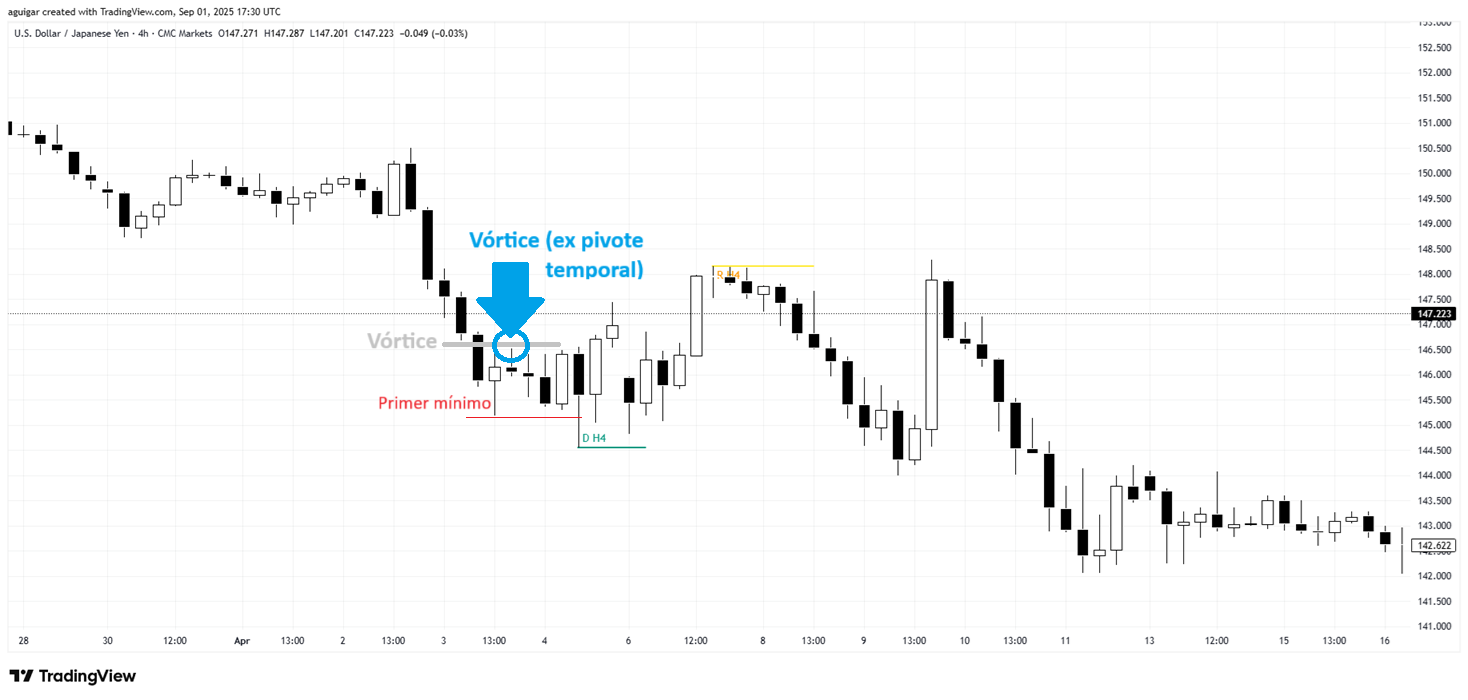 aguigar created with TradingView.com, Sep 01, 2025 17:30 UTC
U.S. Dollar / Japanese Yen · 4h · CMC Markets O147.271 H147.287 L147.201 C147.223 −0.049 (−0.03%)
152.500
152.000
151.500
151.000
150.500
150.000
149.500
149.000
148.500
148.000
147.500
147.223
147.000
146.500
146.000
145.500
145.000
144.500
144.000
143.500
143.000
142.622
142.000
141.500
141.000
Vórtice (ex pivote
temporal)
R H4
Vórtice
Primer mínimo
D H4
28 30 12:00 Apr 13:00 2 13:00 3 13:00 4 6 12:00 8 13:00 9 13:00 10 13:00 11 13 12:00 15 13:00 16
TradingView